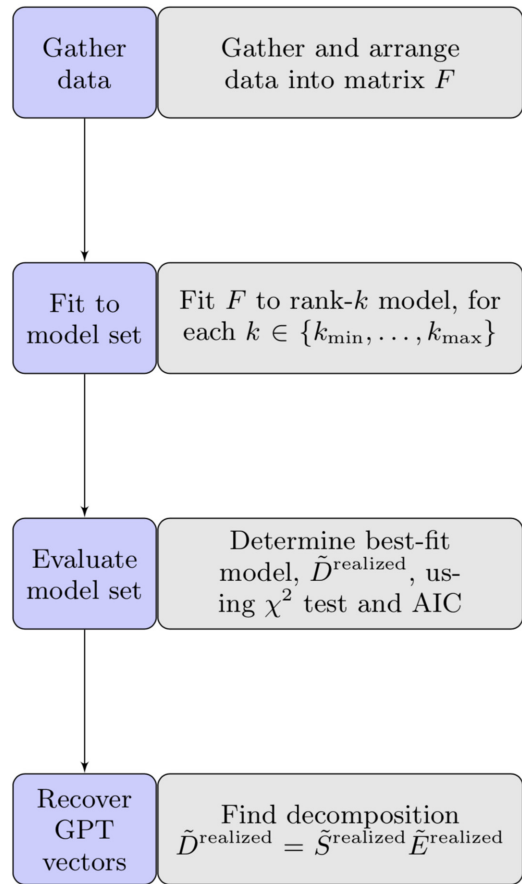 Gather
data
Gather and arrange
data into matrix F
Fit to
model set
Fit F to rank-k model, for
each k ∈ {k_min, . . . , k_max}
Evaluate
model set
Determine best-fit
model, D̃^realized, us-
ing χ² test and AIC
Recover
GPT
vectors
Find decomposition
D̃^realized = S̃^realized Ẽ^realized